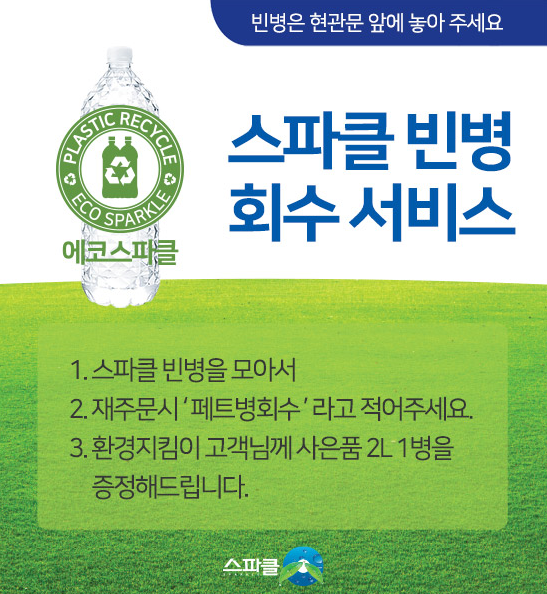 빈병은 현관문 앞에 놓아 주세요
PLASTIC RECYCLE
ECO SPARKLE
에코스파클
스파클 빈병
회수 서비스
1. 스파클 빈병을 모아서
2. 재주문시 ‘ 페트병회수 ’ 라고 적어주세요.
3. 환경지킴이 고객님께 사은품 2L 1병을
증정해드립니다.
스파클